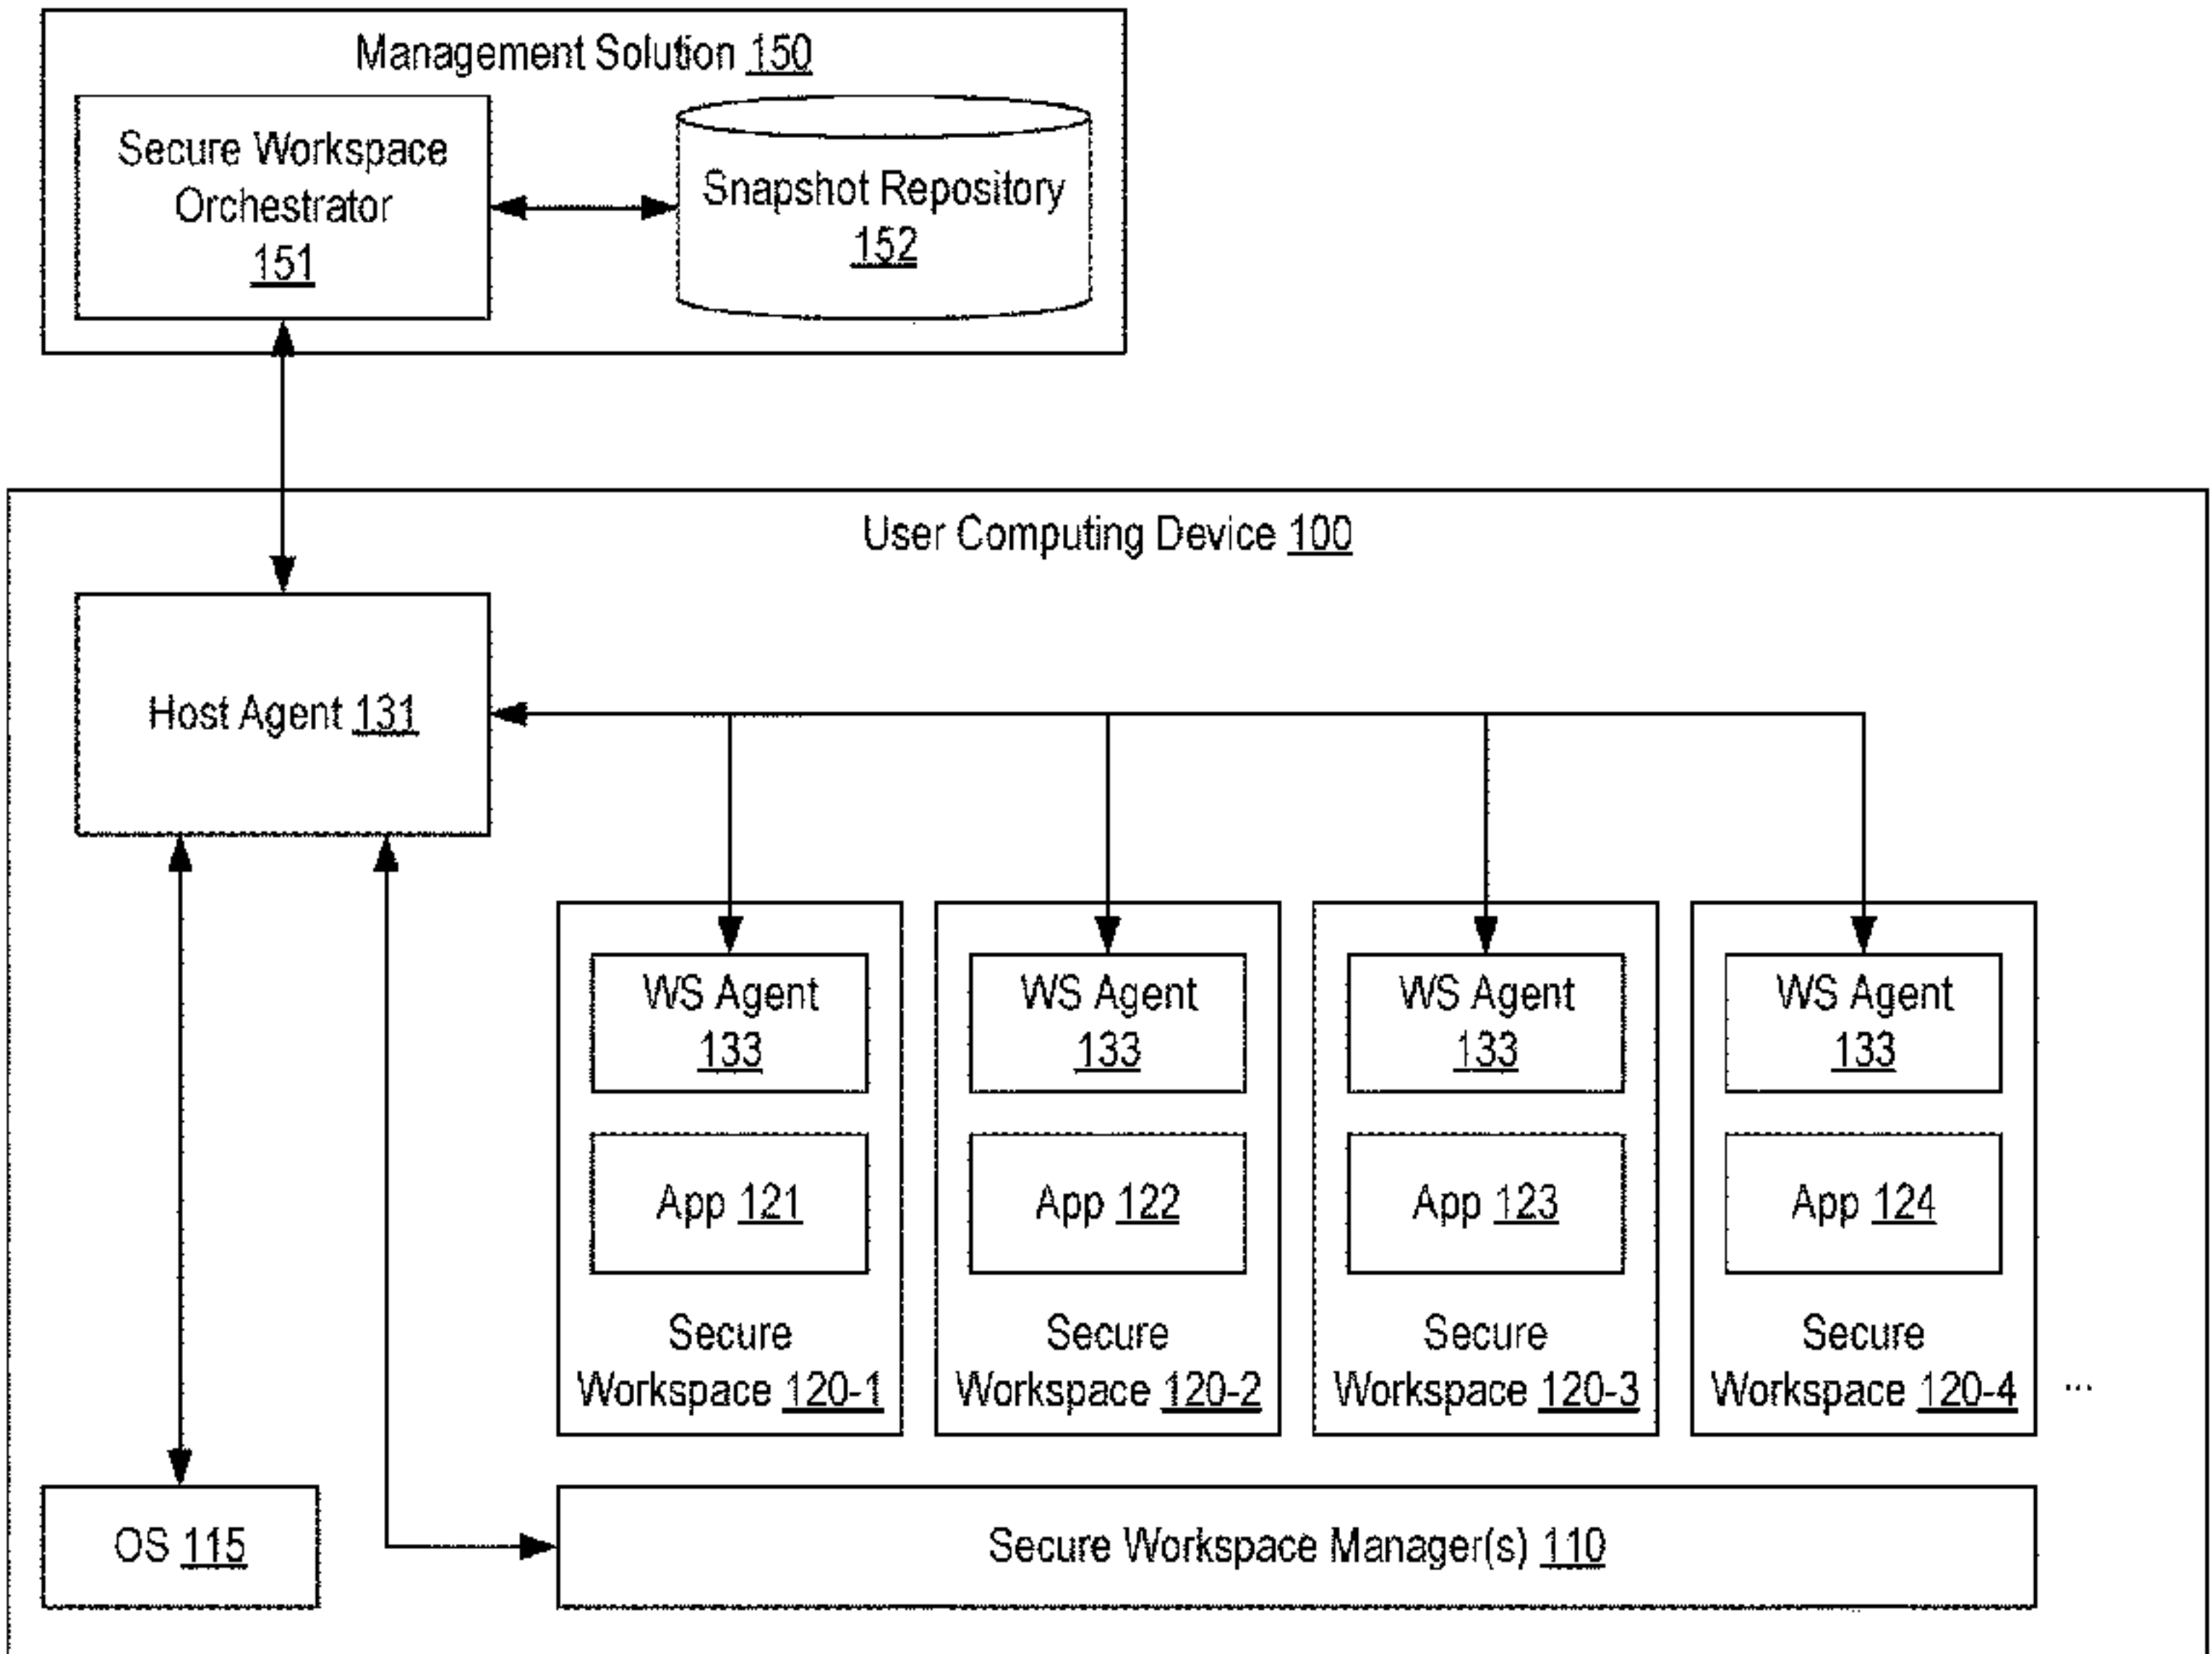 Management Solution 150
Secure Workspace
Orchestrator
151
Snapshot Repository
152
User Computing Device 100
Host Agent 131
WS Agent
133
WS Agent
133
WS Agent
133
WS Agent
133
App 121
App 122
App 123
App 124
Secure
Workspace 120-1
Secure
Workspace 120-2
Secure
Workspace 120-3
Secure
Workspace 120-4
...
OS 115
Secure Workspace Manager(s) 110